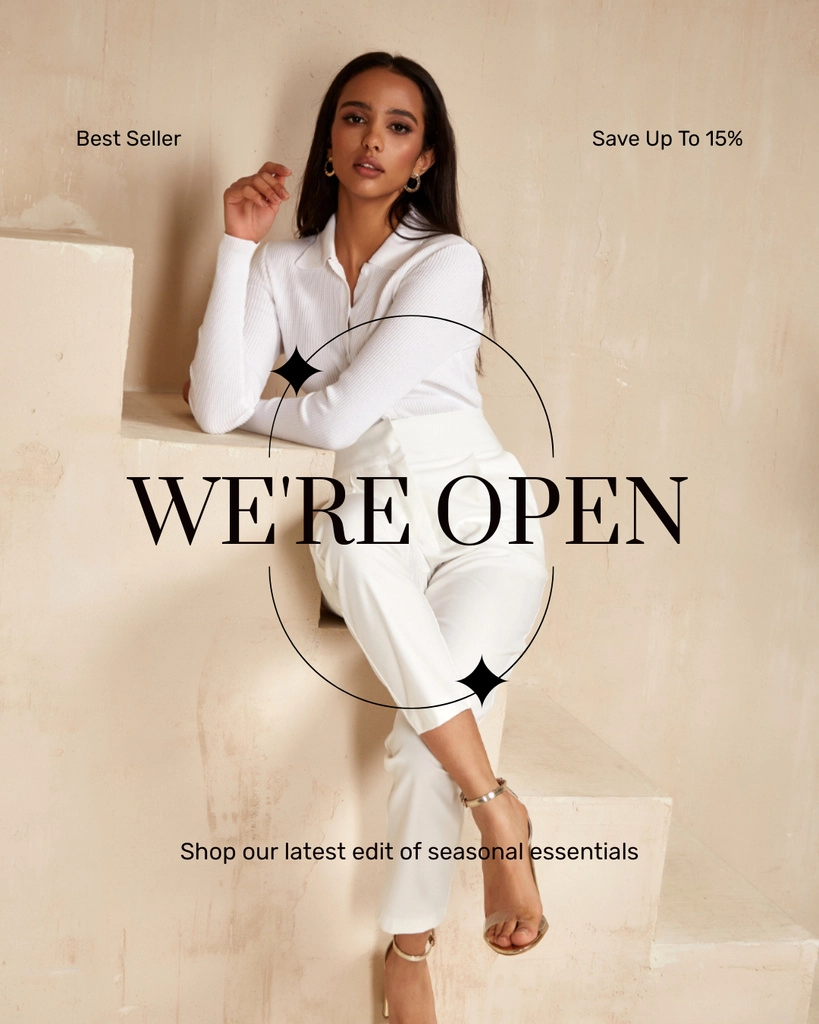 Best Seller
Save Up To 15%
WE'RE OPEN
Shop our latest edit of seasonal essentials